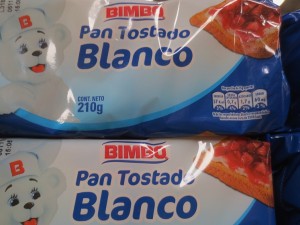 BIMBO
Pan Tostado
Blanco
CONT. NETO
210g
B
BIMBO
Pan Tostado
Blanco